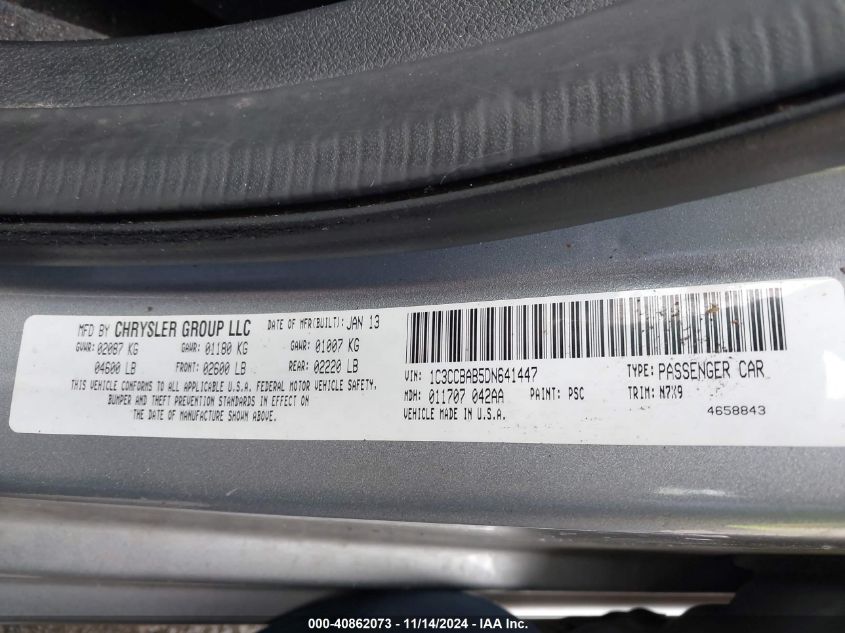 MFD BY CHRYSLER GROUP LLC DATE OF MFR(BUILT): JAN 13
GVWR: 02087 KG GAWR: 01180 KG GAWR: 01007 KG
04600 LB FRONT: 02600 LB REAR: 02220 LB
THIS VEHICLE CONFORMS TO ALL APPLICABLE U.S.A. FEDERAL MOTOR VEHICLE SAFETY,
BUMPER AND THEFT PREVENTION STANDARDS IN EFFECT ON
THE DATE OF MANUFACTURE SHOWN ABOVE.
VIN: 1C3CCBAB5DN641447 TYPE: PASSENGER CAR
MDH: 011707 042AA PAINT: PSC TRIM: N7X9
VEHICLE MADE IN U.S.A. 4658843
000-40862073 - 11/14/2024 - IAAI, Inc.